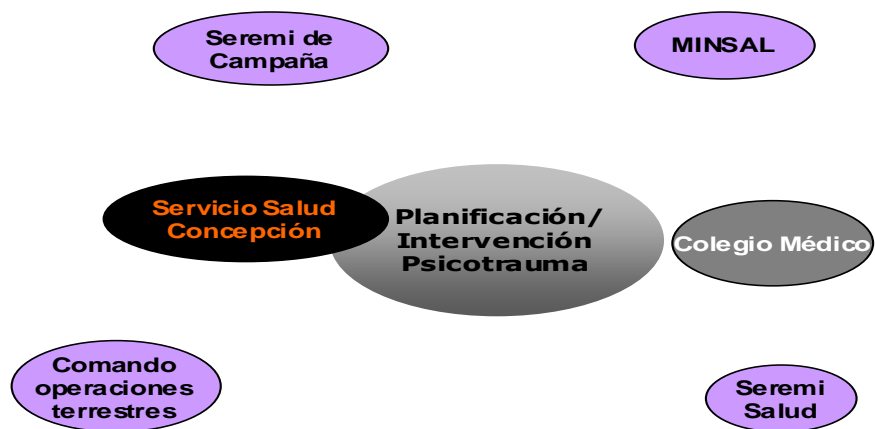 Seremi de
Campaña
MINSAL
Servicio Salud
Concepción
Planificación/
Intervención
Psicotrauma
Colegio Médico
Comando
operaciones
terrestres
Seremi
Salud